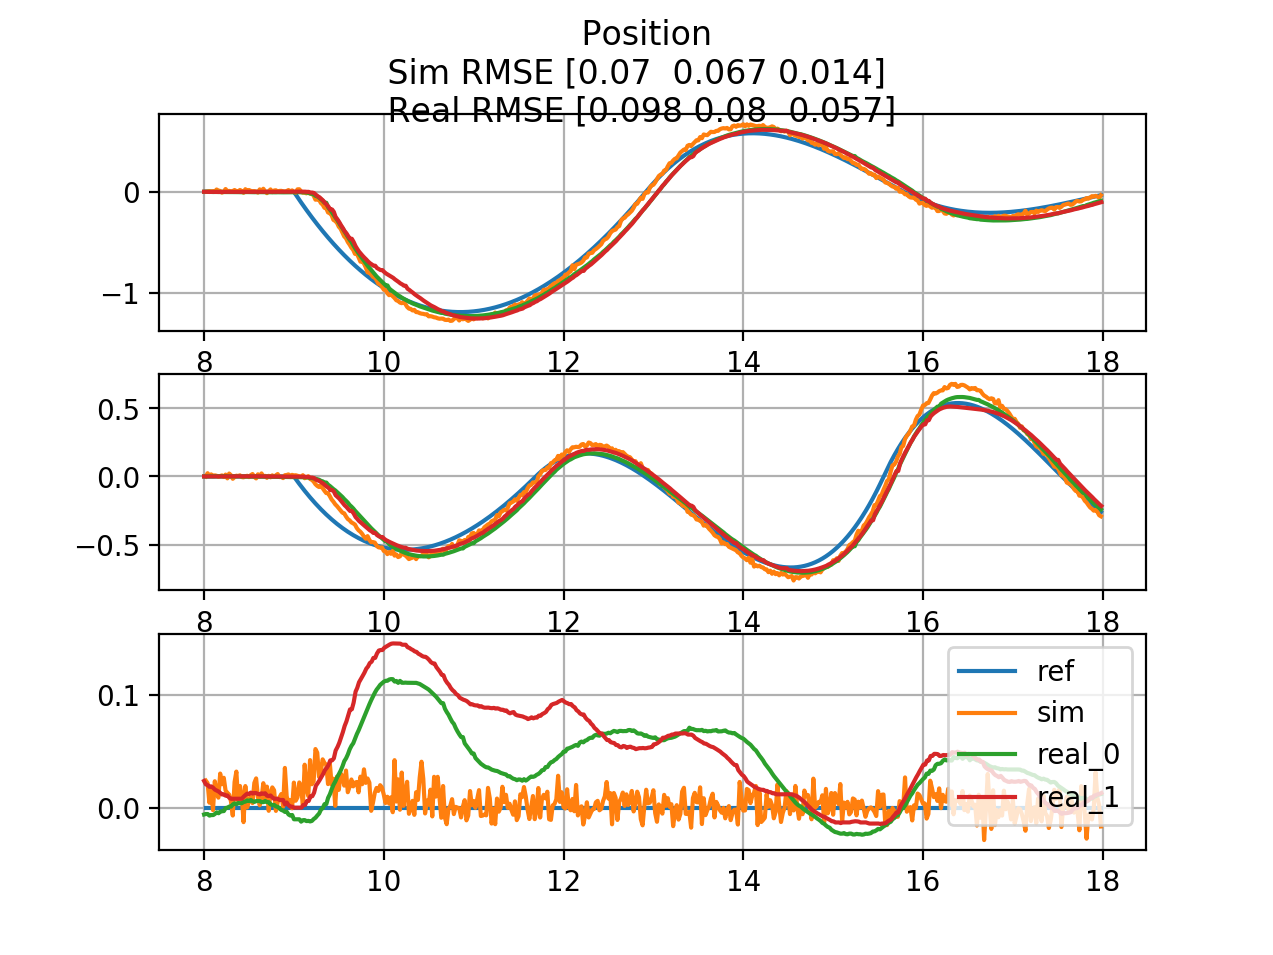 Position
Sim RMSE [0.07  0.067 0.014]
Real RMSE [0.098 0.08  0.057]
0
−1
8 10 12 14 16 18
0.5
0.0
−0.5
8 10 12 14 16 18
0.1
0.0
ref
sim
real_0
real_1
8 10 12 14 16 18